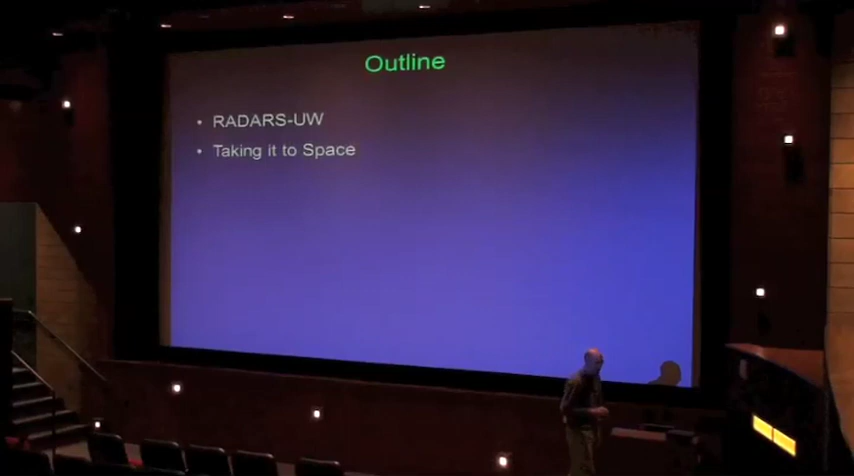 Outline
• RADARS-UW
• Taking it to Space